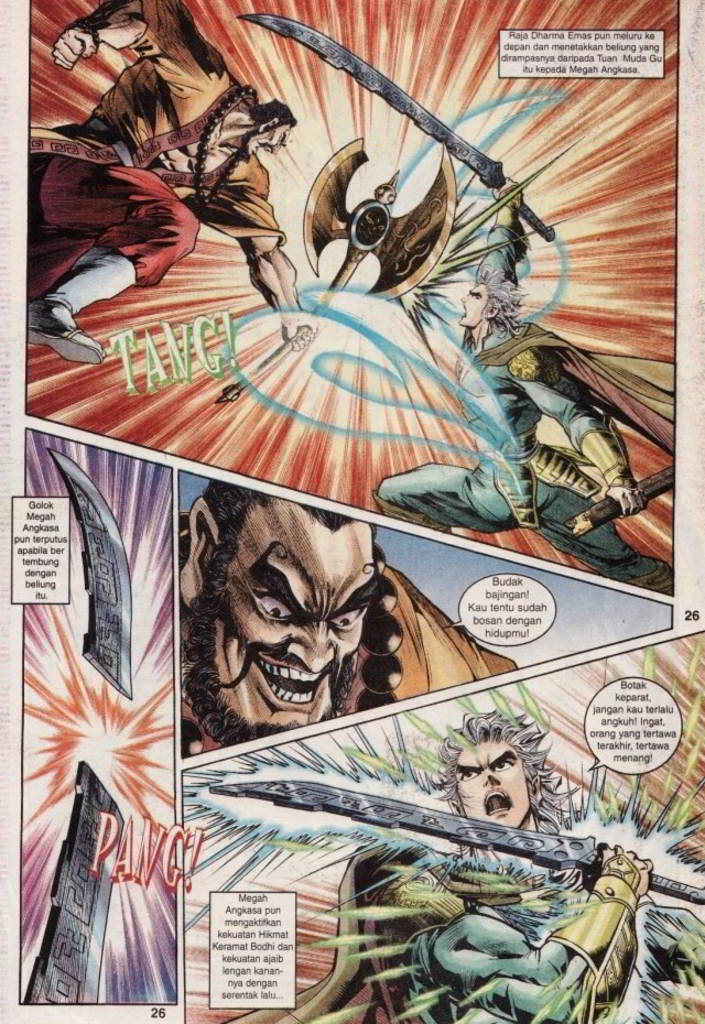 Raja Dharma Emas pun meluru ke
depan dan menetakkan beliung yang
dirampasnya daripada Tuan Muda Gu
itu kepada Megah Angkasa.
TANG!
Golok
Megah
Angkasa
pun terputus
apabila ber
tembung
dengan
beliung
itu.
Budak
bajingan!
Kau tentu sudah
bosan dengan
hidupmu!
26
Botak
keparat,
jangan kau terlalu
angkuh! Ingat,
orang yang tertawa
terakhir, tertawa
menang!
PANG!
Megah
Angkasa pun
mengaktifkan
kekuatan Hikmat
Keramat Bodhi dan
kekuatan ajaib
lengan kanan-
nya dengan
serentak lalu...
26